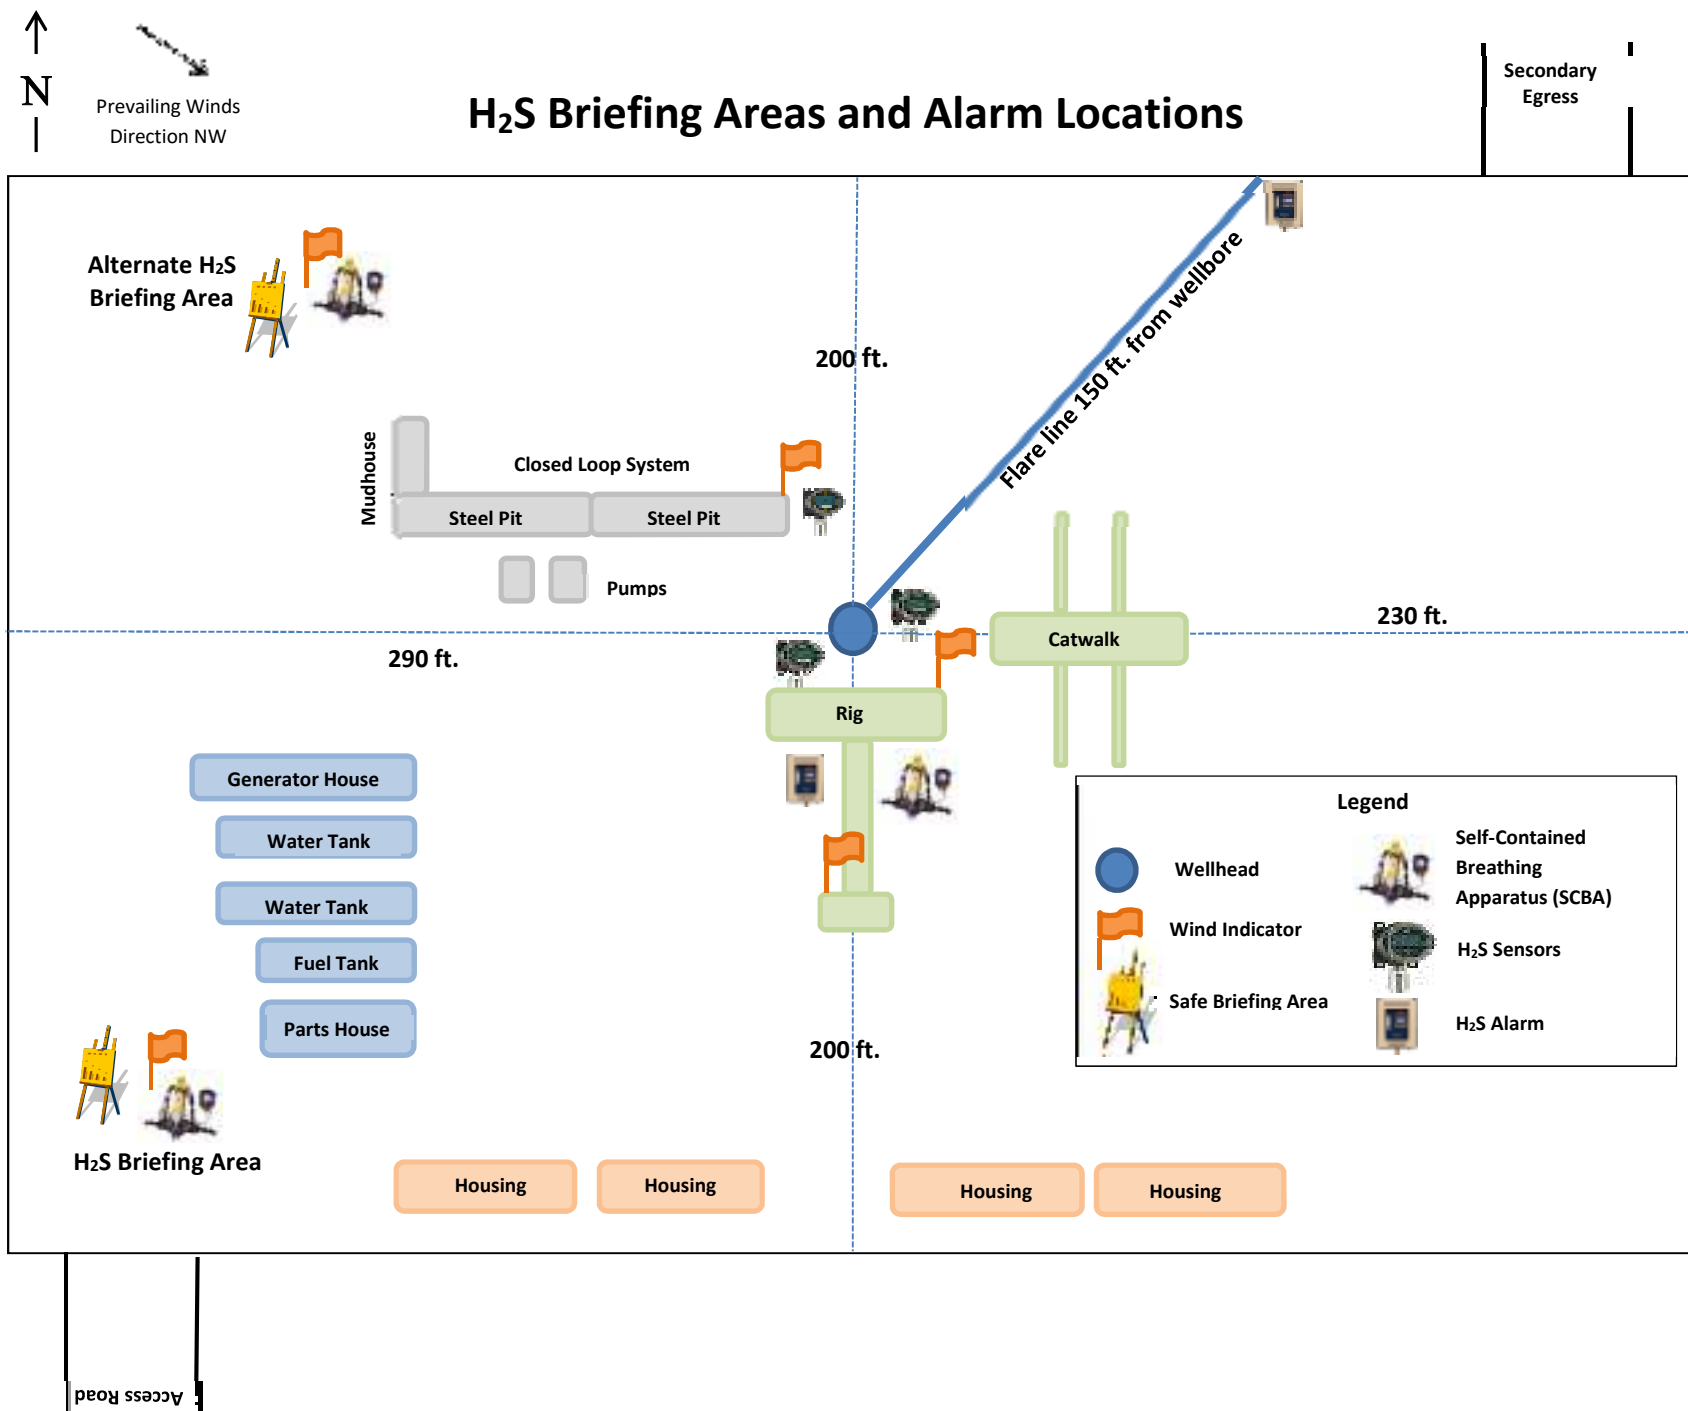 N
Prevailing Winds
Direction NW
H₂S Briefing Areas and Alarm Locations
Secondary
Egress
Alternate H₂S
Briefing Area
200 ft.
Flare line 150 ft. from wellbore
Mudhouse
Closed Loop System
Steel Pit
Steel Pit
Pumps
290 ft.
230 ft.
Catwalk
Rig
Generator House
Water Tank
Water Tank
Fuel Tank
Parts House
200 ft.
Legend
Wellhead
Wind Indicator
Safe Briefing Area
Self-Contained
Breathing
Apparatus (SCBA)
H₂S Sensors
H₂S Alarm
H₂S Briefing Area
Housing
Housing
Housing
Housing
Access Road